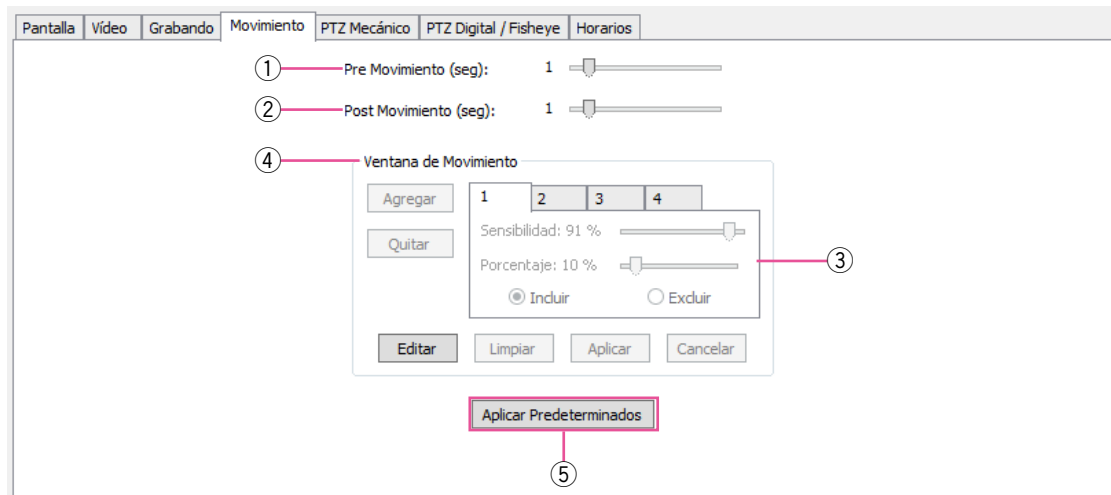 Pantalla Vídeo Grabando Movimiento PTZ Mecánico PTZ Digital / Fisheye Horarios
① Pre Movimiento (seg): 1
② Post Movimiento (seg): 1
④ Ventana de Movimiento
Agregar 1 2 3 4
Quitar Sensibilidad: 91 %
Porcentaje: 10 % ③
Incluir Excluir
Editar Limpiar Aplicar Cancelar
Aplicar Predeterminados
⑤